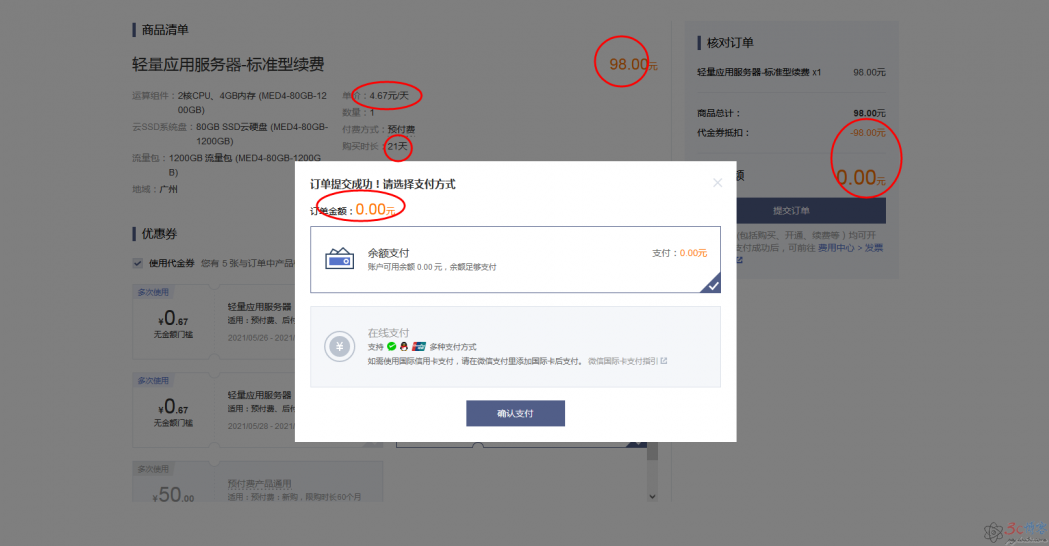 商品清单
轻量应用服务器-标准型续费
98.00元
运算组件：2核CPU、4GB内存 (MED4-80GB-12
00GB)
云SSD系统盘：80GB SSD云硬盘 (MED4-80GB-
1200GB)
流量包：1200GB 流量包 (MED4-80GB-1200G
B)
地域：广州
单价：4.67元/天
数量：1
付费方式：预付费
购买时长：21天
优惠券
使用代金券 您有 5 张与订单中产品
多次使用
¥0.67
无金额门槛
轻量应用服务器
适用：预付费、后付
2021/05/26 - 2021/
多次使用
¥0.67
无金额门槛
轻量应用服务器
适用：预付费、后付
2021/05/28 - 2021/
多次使用
¥50.00
预付费产品通用
适用：预付费：新购，限购时长60个月
订单提交成功！请选择支付方式
订单金额：0.00元
余额支付
支付：0.00元
账户可用余额 0.00 元，余额足够支付
在线支付
支持 多种支付方式
如需使用国际信用卡支付，请在微信支付里添加国际卡后支付。 微信国际卡支付指引
确认支付
核对订单
轻量应用服务器-标准型续费 x1 98.00元
商品总计： 98.00元
代金券抵扣： -98.00元
额
0.00元
提交订单
(包括购买、开通、续费等）均可开
支付成功后，可前往 费用中心 > 发票